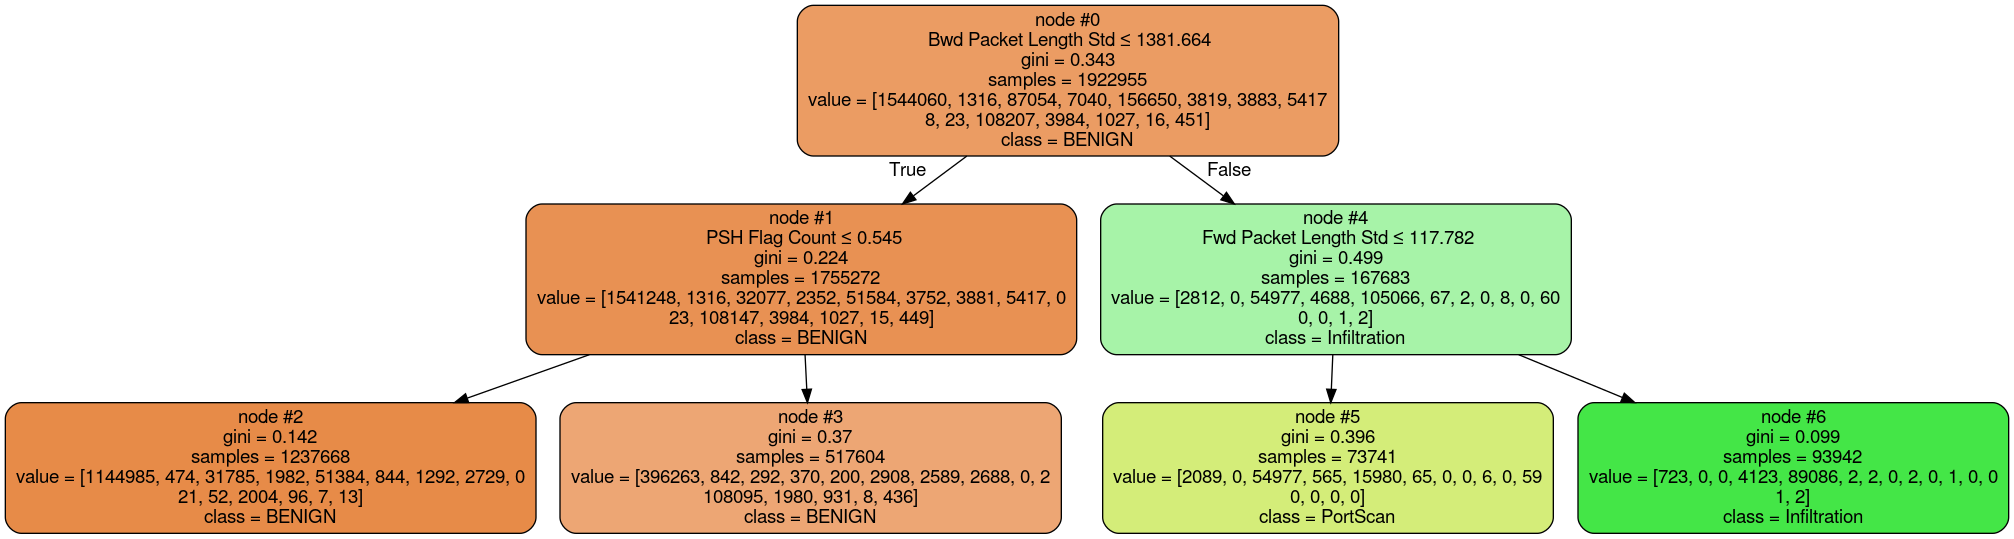 node #0
Bwd Packet Length Std ≤ 1381.664
gini = 0.343
samples = 1922955
value = [1544060, 1316, 87054, 7040, 156650, 3819, 3883, 5417
8, 23, 108207, 3984, 1027, 16, 451]
class = BENIGN
True
False
node #1
PSH Flag Count ≤ 0.545
gini = 0.224
samples = 1755272
value = [1541248, 1316, 32077, 2352, 51584, 3752, 3881, 5417, 0
23, 108147, 3984, 1027, 15, 449]
class = BENIGN
node #4
Fwd Packet Length Std ≤ 117.782
gini = 0.499
samples = 167683
value = [2812, 0, 54977, 4688, 105066, 67, 2, 0, 8, 0, 60
0, 0, 1, 2]
class = Infiltration
node #2
gini = 0.142
samples = 1237668
value = [1144985, 474, 31785, 1982, 51384, 844, 1292, 2729, 0
21, 52, 2004, 96, 7, 13]
class = BENIGN
node #3
gini = 0.37
samples = 517604
value = [396263, 842, 292, 370, 200, 2908, 2589, 2688, 0, 2
108095, 1980, 931, 8, 436]
class = BENIGN
node #5
gini = 0.396
samples = 73741
value = [2089, 0, 54977, 565, 15980, 65, 0, 0, 6, 0, 59
0, 0, 0, 0]
class = PortScan
node #6
gini = 0.099
samples = 93942
value = [723, 0, 0, 4123, 89086, 2, 2, 0, 2, 0, 1, 0, 0
1, 2]
class = Infiltration